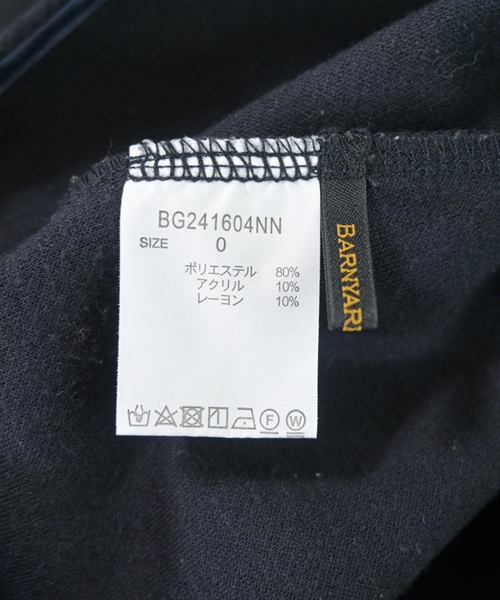 BG241604NN
SIZE 0
ポリエステル 80%
アクリル 10%
レーヨン 10%
F W
BARNYAR